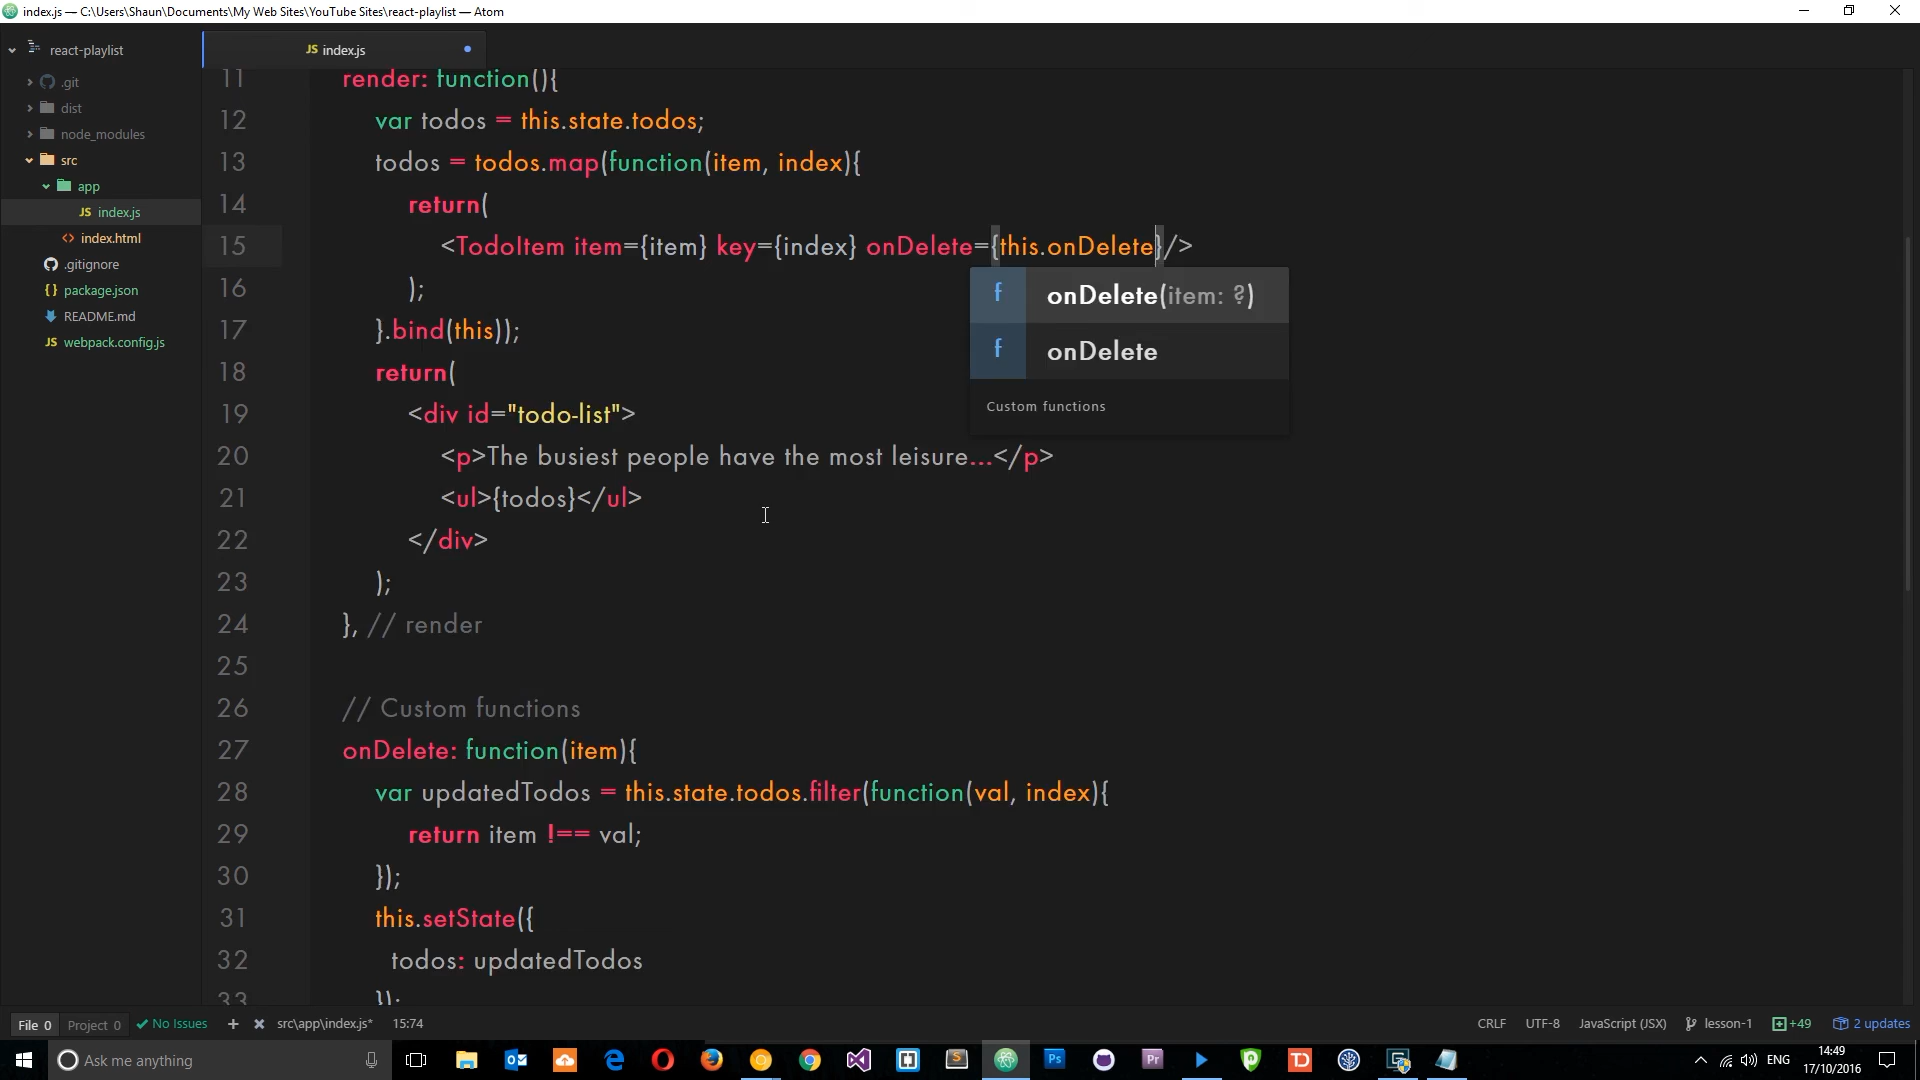 index.js — C:\Users\Shaun\Documents\My Web Sites\YouTube Sites\react-playlist — Atom
react-playlist
.git
dist
node_modules
src
app
JS index.js
<> index.html
.gitignore
{} package.json
README.md
JS webpack.config.js
JS index.js
11 render: function(){
12 var todos = this.state.todos;
13 todos = todos.map(function(item, index){
14 return(
15 <TodoItem item={item} key={index} onDelete={this.onDelete}/>
16 );
17 }.bind(this));
18 return(
19 <div id="todo-list">
20 <p>The busiest people have the most leisure...</p>
21 <ul>{todos}</ul>
22 </div>
23 );
24 }, // render
25
26 // Custom functions
27 onDelete: function(item){
28 var updatedTodos = this.state.todos.filter(function(val, index){
29 return item !== val;
30 });
31 this.setState({
32 todos: updatedTodos
33 });
f onDelete(item: ?)
f onDelete
Custom functions
File 0 Project 0 No Issues + src\app\index.js* 15:74 CRLF UTF-8 JavaScript (JSX) lesson-1 +49 2 updates
Ask me anything
Ps
Pr
TD
ENG
14:49
17/10/2016